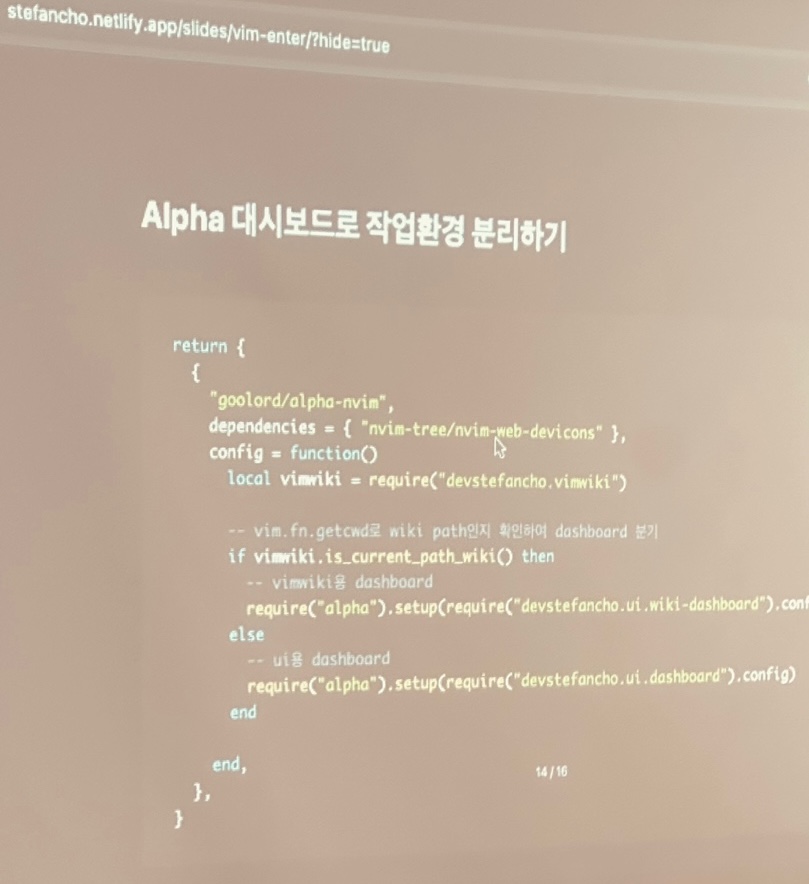 stefancho.netlify.app/slides/vim-enter/?hide=true
Alpha 대시보드로 작업환경 분리하기
return {
{
"goolord/alpha-nvim",
dependencies = { "nvim-tree/nvim-web-devicons" },
config = function()
local vimwiki = require("devstefancho.vimwiki")
-- vim.fn.getcwd로 wiki path인지 확인하여 dashboard 분기
if vimwiki.is_current_path_wiki() then
-- vimwiki용 dashboard
require("alpha").setup(require("devstefancho.ui.wiki-dashboard").conf
else
-- ui용 dashboard
require("alpha").setup(require("devstefancho.ui.dashboard").config)
end
end,
14 / 16
},
}